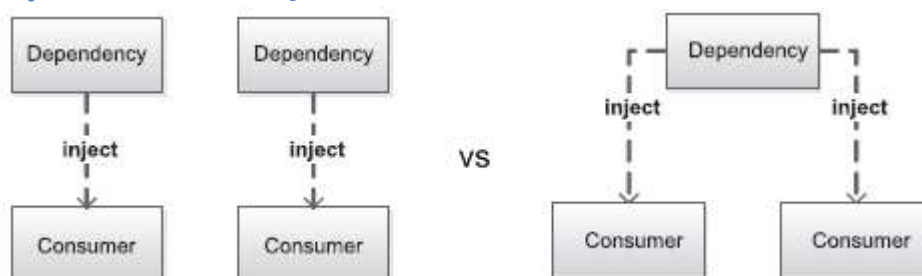 Dependency
Dependency
Dependency
inject
inject
inject
inject
vs
Consumer
Consumer
Consumer
Consumer